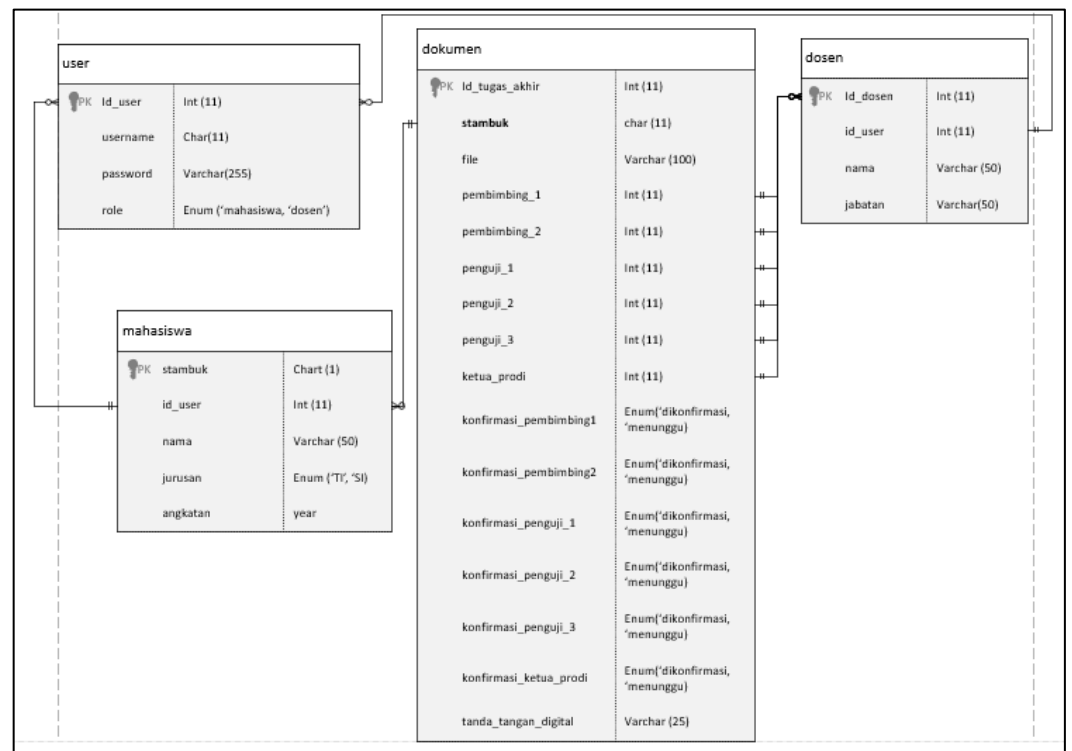 user
PK Id_user Int (11)
username Char(11)
password Varchar(255)
role Enum (‘mahasiswa, ‘dosen’)
mahasiswa
PK stambuk Chart (1)
id_user Int (11)
nama Varchar (50)
jurusan Enum (‘TI’, ‘SI)
angkatan year
dokumen
PK Id_tugas_akhir Int (11)
stambuk char (11)
file Varchar (100)
pembimbing_1 Int (11)
pembimbing_2 Int (11)
penguji_1 Int (11)
penguji_2 Int (11)
penguji_3 Int (11)
ketua_prodi Int (11)
konfirmasi_pembimbing1 Enum(‘dikonfirmasi,
‘menunggu)
konfirmasi_pembimbing2 Enum(‘dikonfirmasi,
‘menunggu)
konfirmasi_penguji_1 Enum(‘dikonfirmasi,
‘menunggu)
konfirmasi_penguji_2 Enum(‘dikonfirmasi,
‘menunggu)
konfirmasi_penguji_3 Enum(‘dikonfirmasi,
‘menunggu)
konfirmasi_ketua_prodi Enum(‘dikonfirmasi,
‘menunggu)
tanda_tangan_digital Varchar (25)
dosen
PK Id_dosen Int (11)
id_user Int (11)
nama Varchar (50)
jabatan Varchar(50)